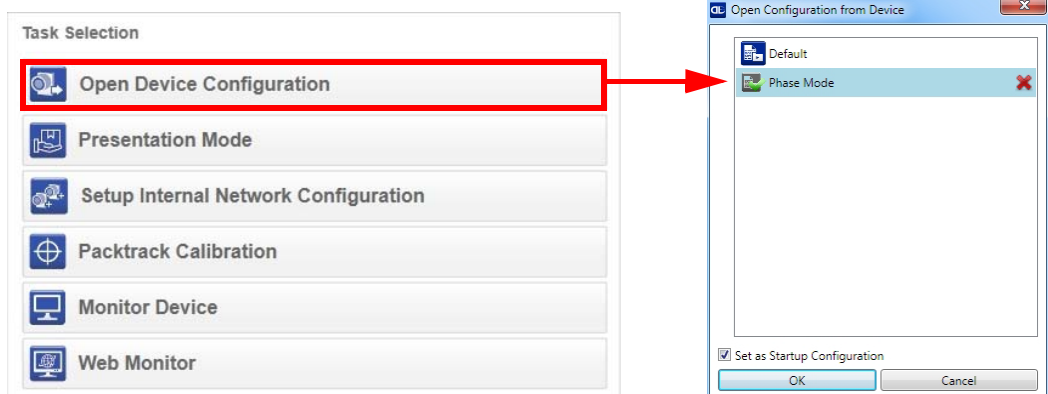 Task Selection
Open Device Configuration
Presentation Mode
Setup Internal Network Configuration
Packtrack Calibration
Monitor Device
Web Monitor
Open Configuration from Device
Default
Phase Mode
Set as Startup Configuration
OK
Cancel